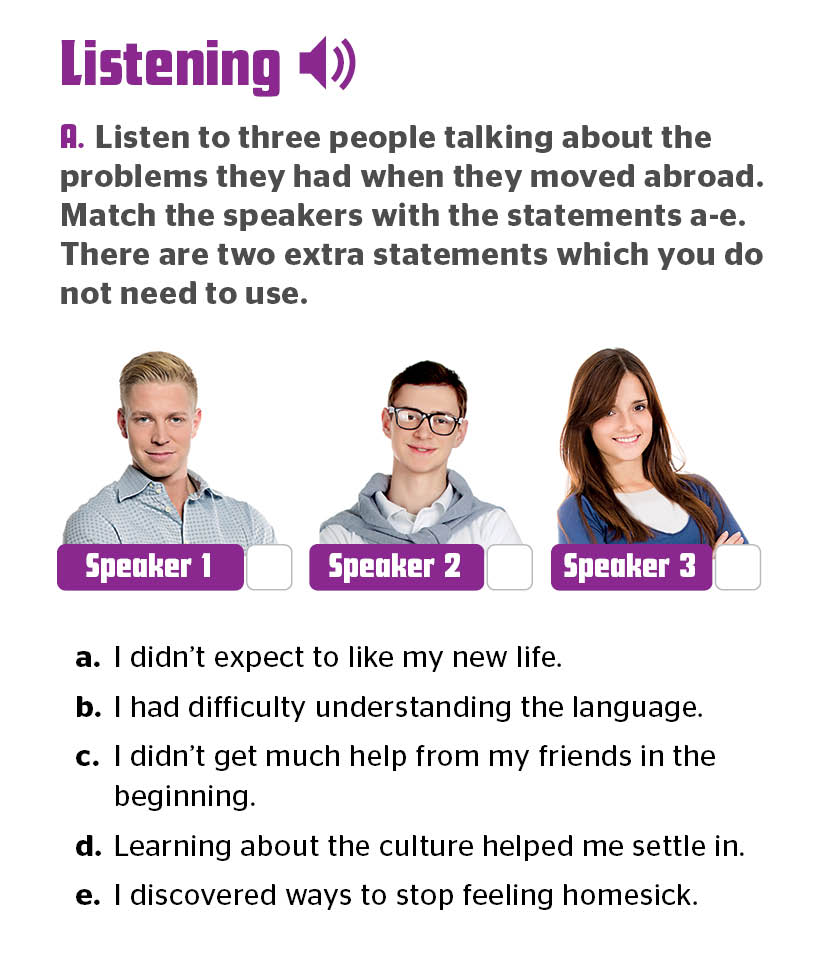 Listening
A. Listen to three people talking about the
problems they had when they moved abroad.
Match the speakers with the statements a-e.
There are two extra statements which you do
not need to use.
Speaker 1
Speaker 2
Speaker 3
a. I didn’t expect to like my new life.
b. I had difficulty understanding the language.
c. I didn’t get much help from my friends in the
beginning.
d. Learning about the culture helped me settle in.
e. I discovered ways to stop feeling homesick.